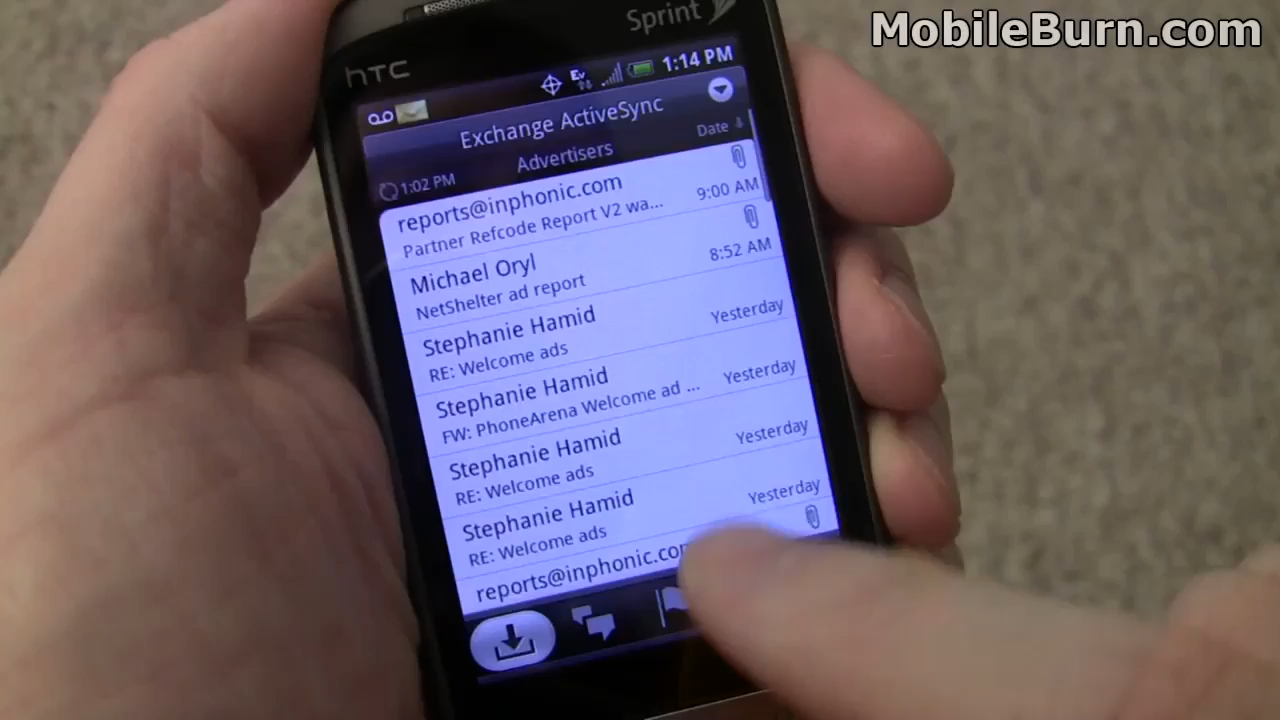 MobileBurn.com
Sprint
hTC
1:14 PM
Exchange ActiveSync
1:02 PM Advertisers Date
reports@inphonic.com
Partner Refcode Report V2 wa... 9:00 AM
Michael Oryl
NetShelter ad report 8:52 AM
Stephanie Hamid
RE: Welcome ads Yesterday
Stephanie Hamid
FW: PhoneArena Welcome ad ... Yesterday
Stephanie Hamid
RE: Welcome ads Yesterday
Stephanie Hamid
RE: Welcome ads Yesterday
reports@inphonic.co